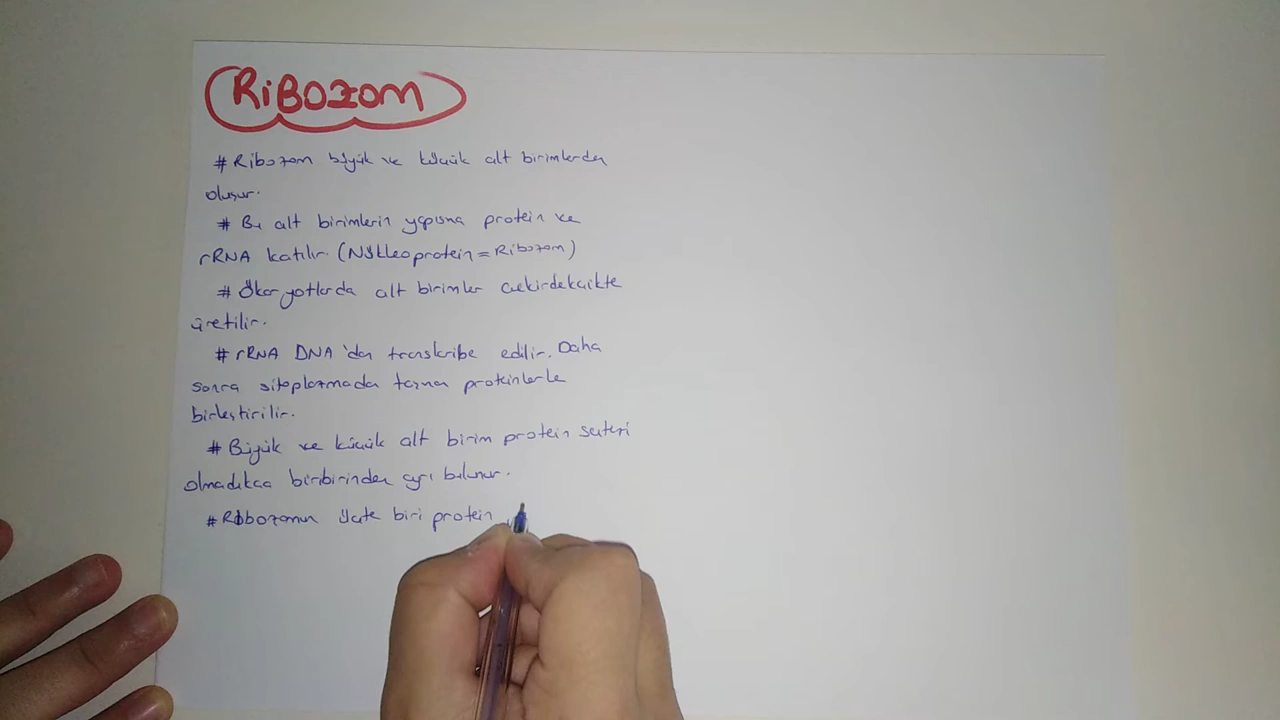 RiBozom
# Ribozom büyük ve küçük alt birimlerden
oluşur.
# Bu alt birimlerin yapısına protein ve
rRNA katılır. (Nükleoprotein = Ribozom)
# Ökaryotlarda alt birimler çekirdekçikte
üretilir.
# rRNA DNA'dan transkribe edilir. Daha
sonra sitoplazmada proteinlerle
birleştirilir.
# Büyük ve küçük alt birim protein sentezi
olmadıkça birbirinden ayrı bulunur.
# Ribozomun üçte biri protein